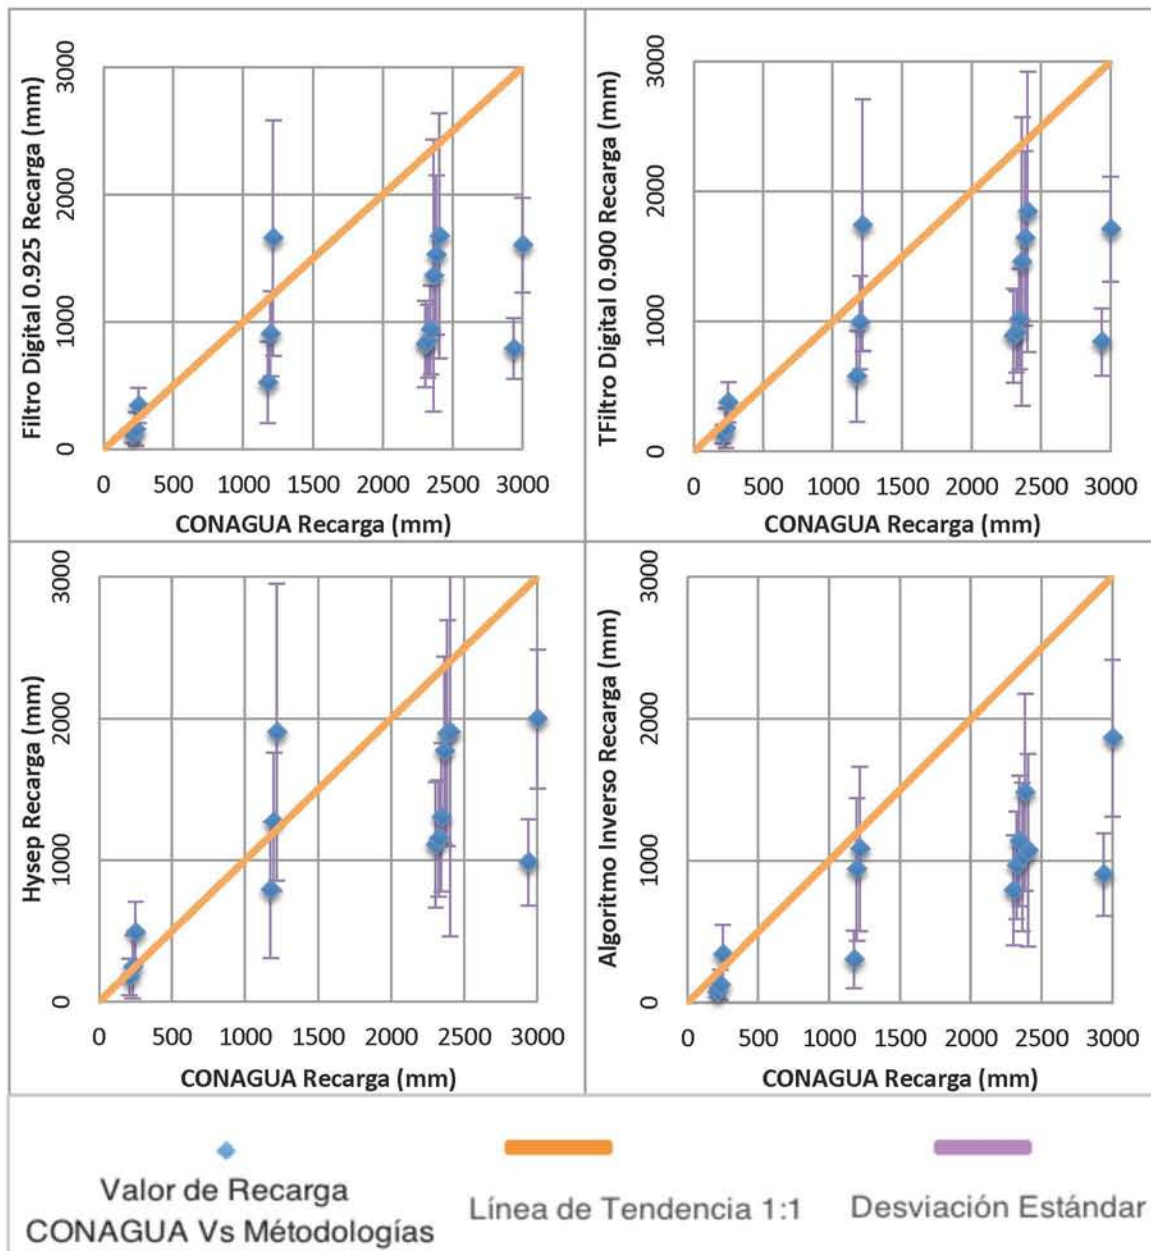 Filtro Digital 0.925 Recarga (mm)
3000
2000
1000
0
0 500 1000 1500 2000 2500 3000
CONAGUA Recarga (mm)
TFiltro Digital 0.900 Recarga (mm)
3000
2000
1000
0
0 500 1000 1500 2000 2500 3000
CONAGUA Recarga (mm)
Hysep Recarga (mm)
3000
2000
1000
0
0 500 1000 1500 2000 2500 3000
CONAGUA Recarga (mm)
Algoritmo Inverso Recarga (mm)
3000
2000
1000
0
0 500 1000 1500 2000 2500 3000
CONAGUA Recarga (mm)
Valor de Recarga
CONAGUA Vs Métodologías
Línea de Tendencia 1:1
Desviación Estándar